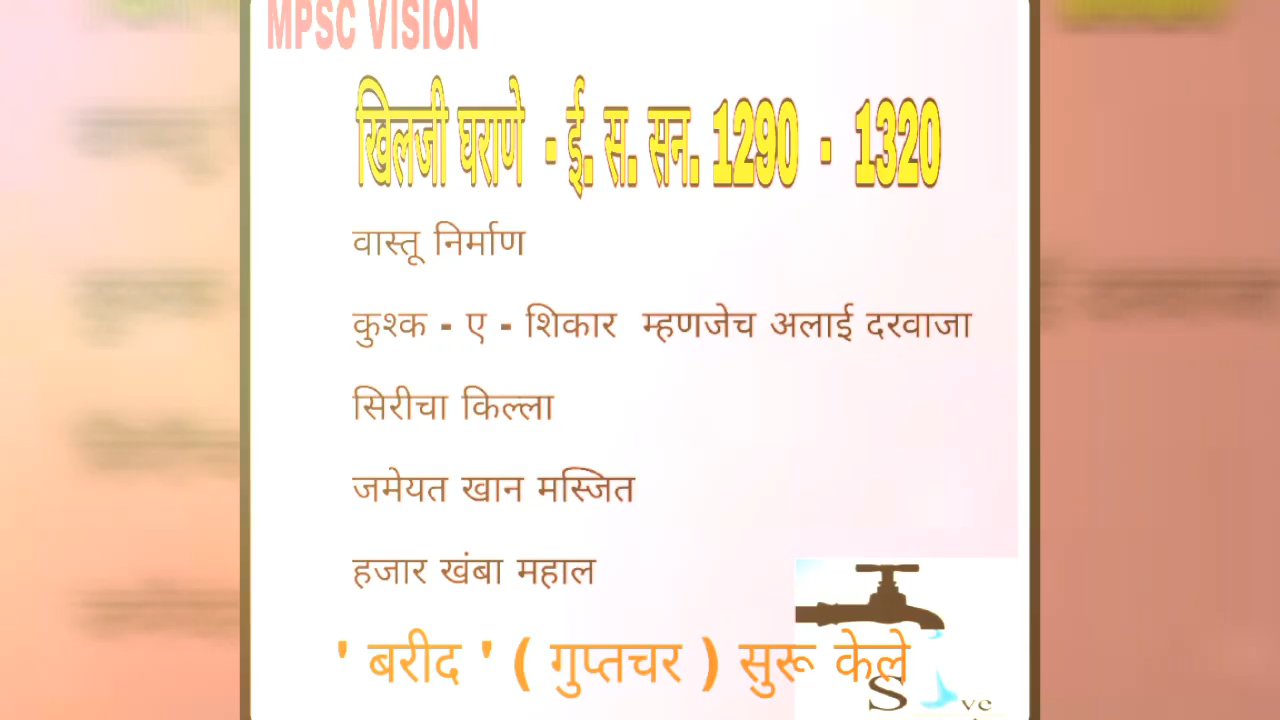 MPSC VISION
खिलजी घराणे - ई. स. सन. 1290 - 1320
वास्तू निर्माण
कुश्क - ए - शिकार म्हणजेच अलाई दरवाजा
सिरीचा किल्ला
जमेयत खान मस्जित
हजार खंबा महाल
' बरीद ' ( गुप्तचर ) सुरू केले